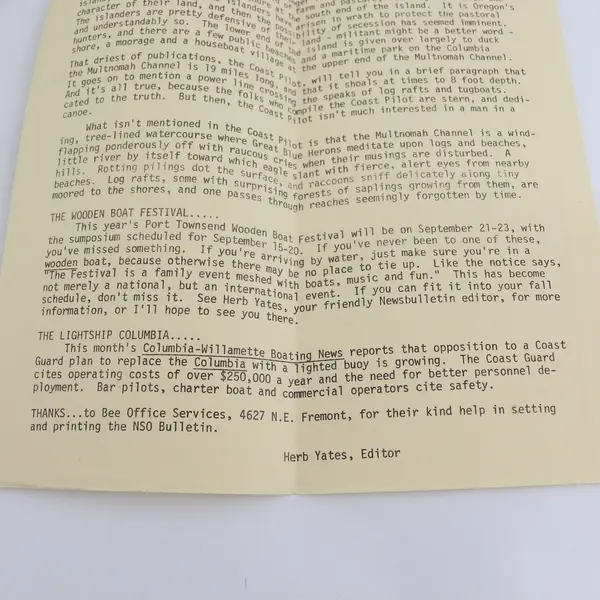 farm and pasture
character of their land, and then the south end of the island. It is Oregon's
The islanders are pretty defensive of the possibility of secession has seemed imminent.
and understandably so. The lower end of the land - militant might be a better word -
hunters, and there are a few public beaches island is given over largely to duck
shore, a moorage and a houseboat village at and a maritime park on the Columbia
the upper end of the Multnomah Channel.
That driest of publications, the Coast Pilot, will tell you in a brief paragraph that
the Multnomah Channel is 19 miles long, and that it shoals at times to 8 foot depth.
It goes on to mention a power line crossing the speaks of log rafts and tugboats.
And it's all true, because the folks who compile the Coast Pilot are stern, and dedi-
cated to the truth. But then, the Coast Pilot isn't much interested in a man in a
canoe.
What isn't mentioned in the Coast Pilot is that the Multnomah Channel is a wind-
ing, tree-lined watercourse where Great Blue Herons meditate upon logs and beaches,
flapping ponderously off with raucous cries when their musings are disturbed. A
little river by itself toward which eagle slant with fierce, alert eyes from nearby
hills. Rotting pilings dot the surface, and raccoons sniff delicately along tiny
beaches. Log rafts, some with surprising forests of saplings growing from them, are
moored to the shores, and one passes through reaches seemingly forgotten by time.
THE WOODEN BOAT FESTIVAL.....
This year's Port Townsend Wooden Boat Festival will be on September 21-23, with
the sumposium scheduled for September 15-20. If you've never been to one of these,
you've missed something. If you're arriving by water, just make sure you're in a
wooden boat, because otherwise there may be no place to tie up. Like the notice says,
"The Festival is a family event meshed with boats, music and fun." This has become
not merely a national, but an international event. If you can fit it into your fall
schedule, don't miss it. See Herb Yates, your friendly Newsbulletin editor, for more
information, or I'll hope to see you there.
THE LIGHTSHIP COLUMBIA.....
This month's Columbia-Willamette Boating News reports that opposition to a Coast
Guard plan to replace the Columbia with a lighted buoy is growing. The Coast Guard
cites operating costs of over $250,000 a year and the need for better personnel de-
ployment. Bar pilots, charter boat and commercial operators cite safety.
THANKS...to Bee Office Services, 4627 N.E. Fremont, for their kind help in setting
and printing the NSO Bulletin.
Herb Yates, Editor